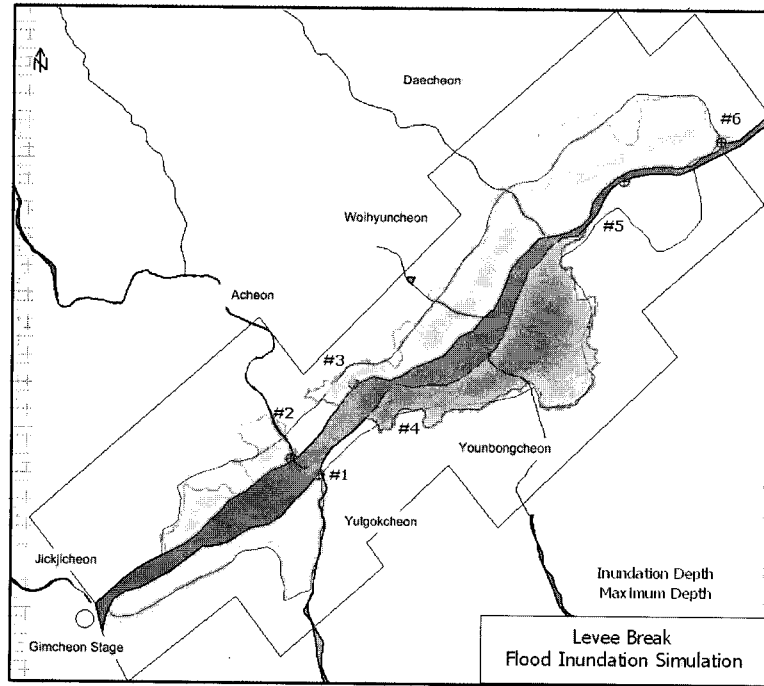 N
Daecheon
#6
Woihyuncheon
#5
Acheon
#3
#2
#4
Younbongcheon
#1
Yulgokcheon
Jickjicheon
Inundation Depth
Maximum Depth
Gimcheon Stage
Levee Break
Flood Inundation Simulation